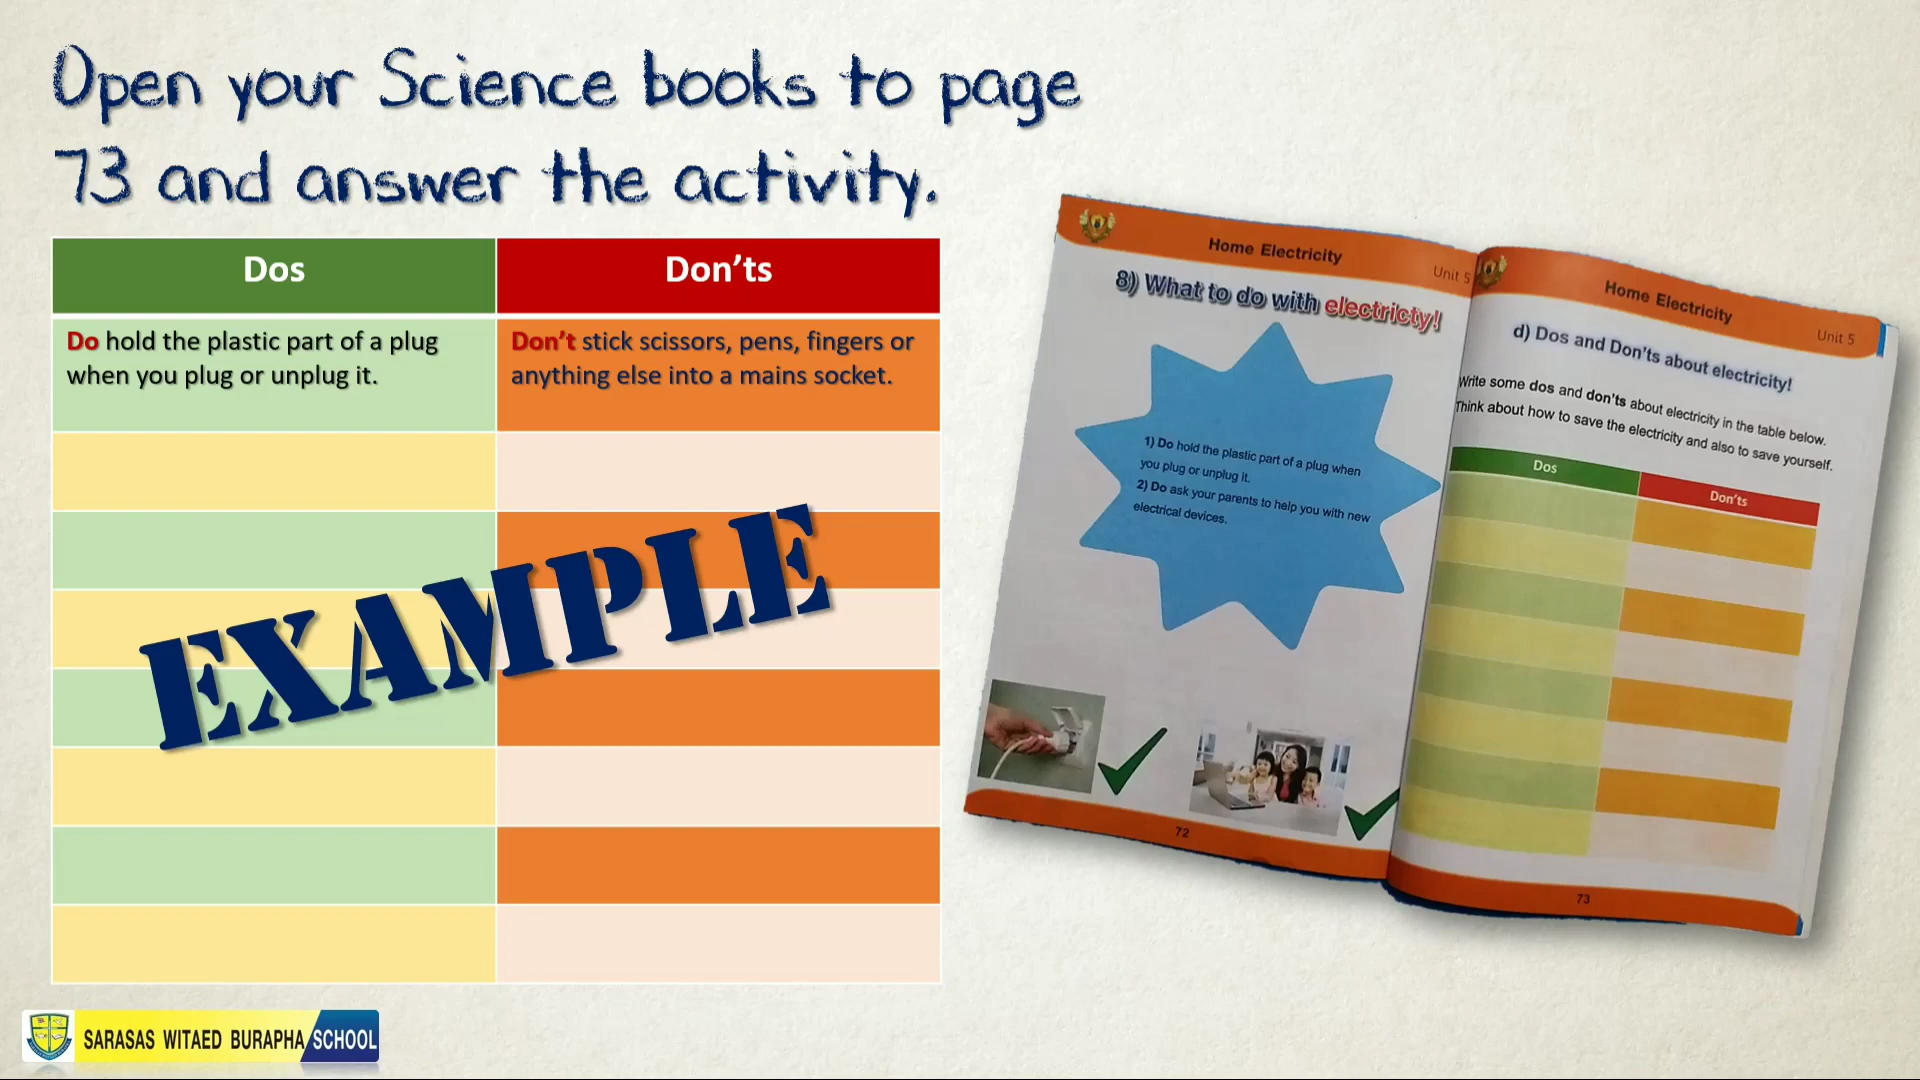 Open your Science books to page
73 and answer the activity.
Dos
Don'ts
Do hold the plastic part of a plug
when you plug or unplug it.
Don't stick scissors, pens, fingers or
anything else into a mains socket.
EXAMPLE
Home Electricity
Unit 5
8) What to do with electricty!
1) Do hold the plastic part of a plug when
you plug or unplug it.
2) Do ask your parents to help you with new
electrical devices.
72
Home Electricity
Unit 5
d) Dos and Don'ts about electricity!
Write some dos and don'ts about electricity in the table below.
Think about how to save the electricity and also to save yourself.
Dos
Don'ts
73
SARASAS WITAED BURAPHA SCHOOL